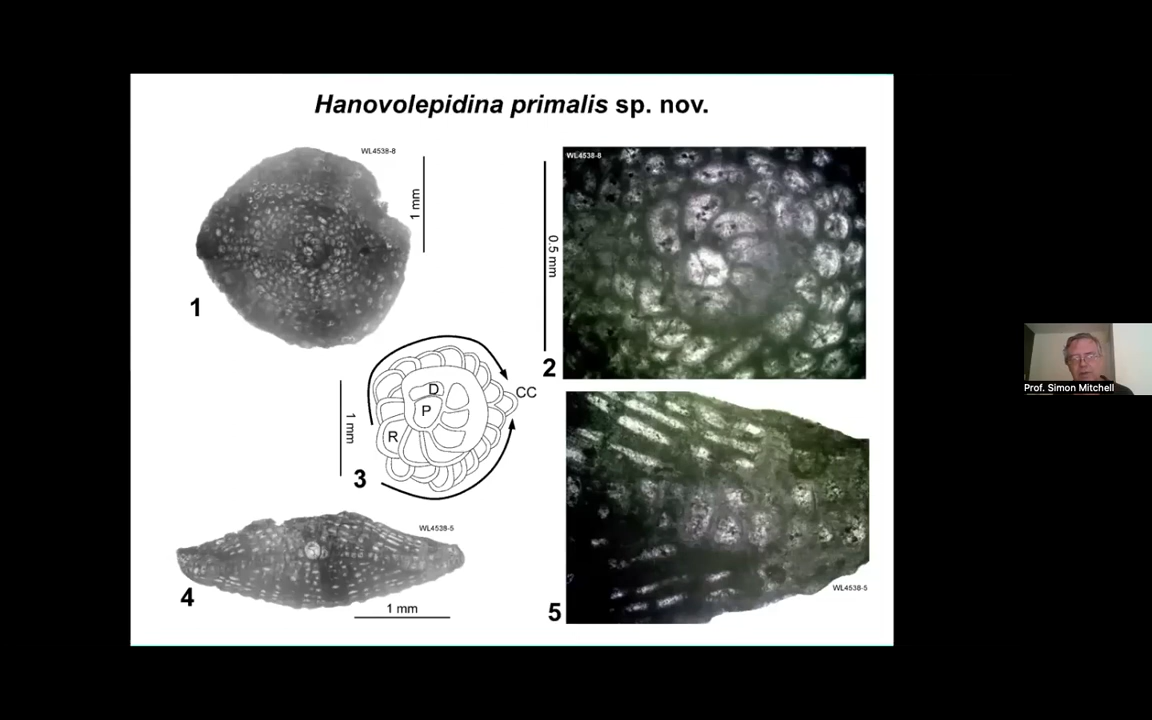 Hanovolepidina primalis sp. nov.
WL4538-8
1 mm
1
WL4538-8
0.5 mm
2
D
P
R
CC
1 mm
3
WL4538-5
4
1 mm
WL4538-5
5
Prof. Simon Mitchell